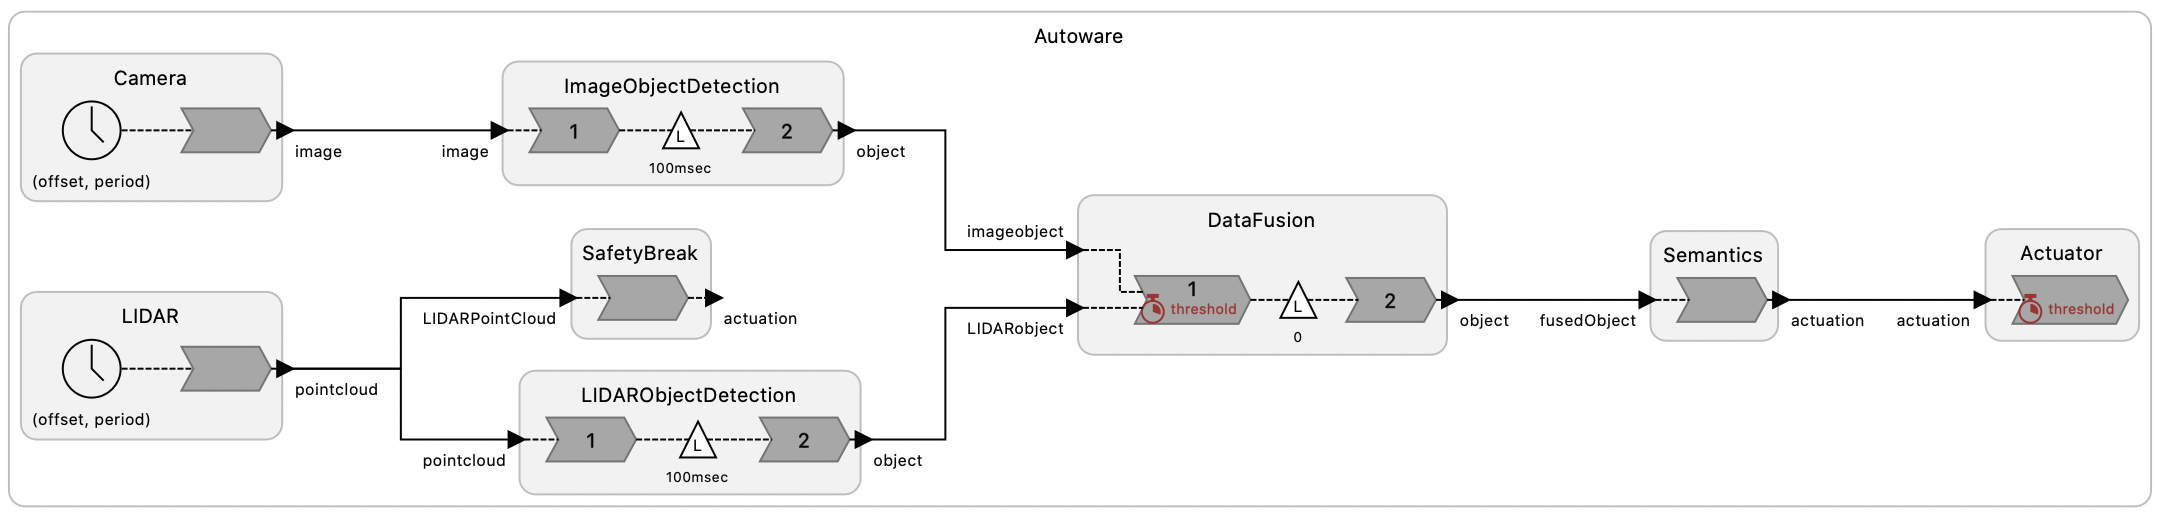 Autoware
Camera
(offset, period)
image
image
ImageObjectDetection
1
L
2
100msec
object
LIDAR
(offset, period)
pointcloud
SafetyBreak
LIDARPointCloud
actuation
LIDARObjectDetection
1
L
2
100msec
pointcloud
object
DataFusion
imageobject
LIDARobject
1
threshold
L
0
2
object
Semantics
fusedObject
actuation
Actuator
actuation
threshold